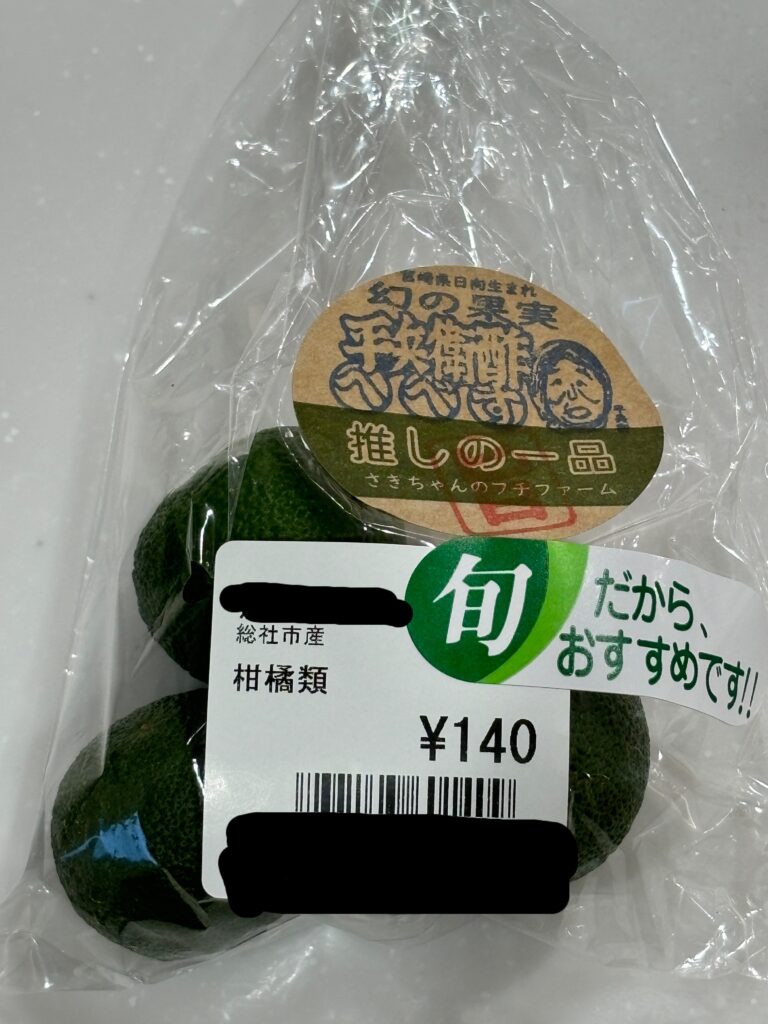 宮崎県日向生まれ
幻の果実
平兵衛酢
へべす
推しの一品
さきちゃんのプチファーム
旬
だから、
おすすめです!!
総社市産
柑橘類
¥140